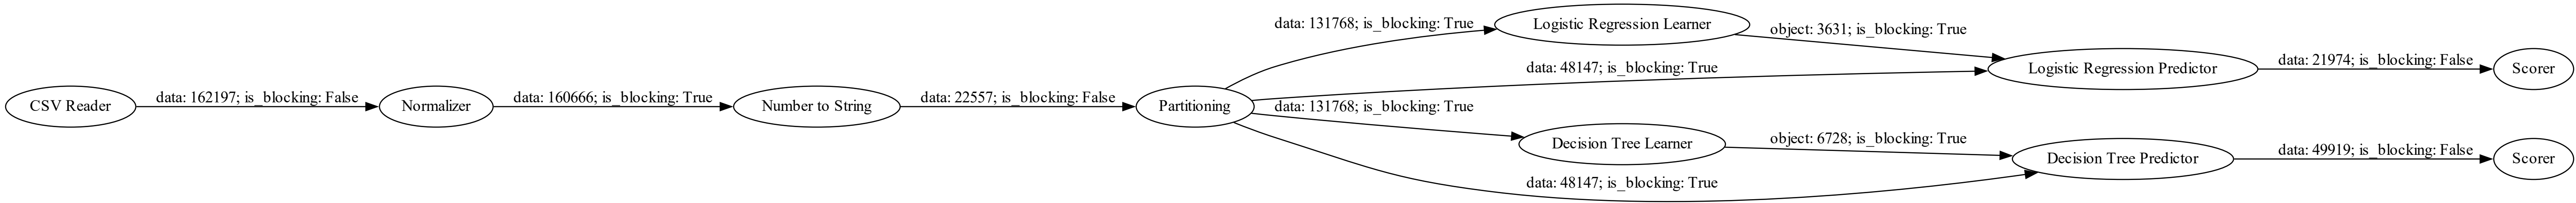 CSV Reader
data: 162197; is_blocking: False
Normalizer
data: 160666; is_blocking: True
Number to String
data: 22557; is_blocking: False
Partitioning
data: 131768; is_blocking: True
Logistic Regression Learner
object: 3631; is_blocking: True
data: 48147; is_blocking: True
Logistic Regression Predictor
data: 21974; is_blocking: False
Scorer
data: 131768; is_blocking: True
Decision Tree Learner
object: 6728; is_blocking: True
data: 48147; is_blocking: True
Decision Tree Predictor
data: 49919; is_blocking: False
Scorer